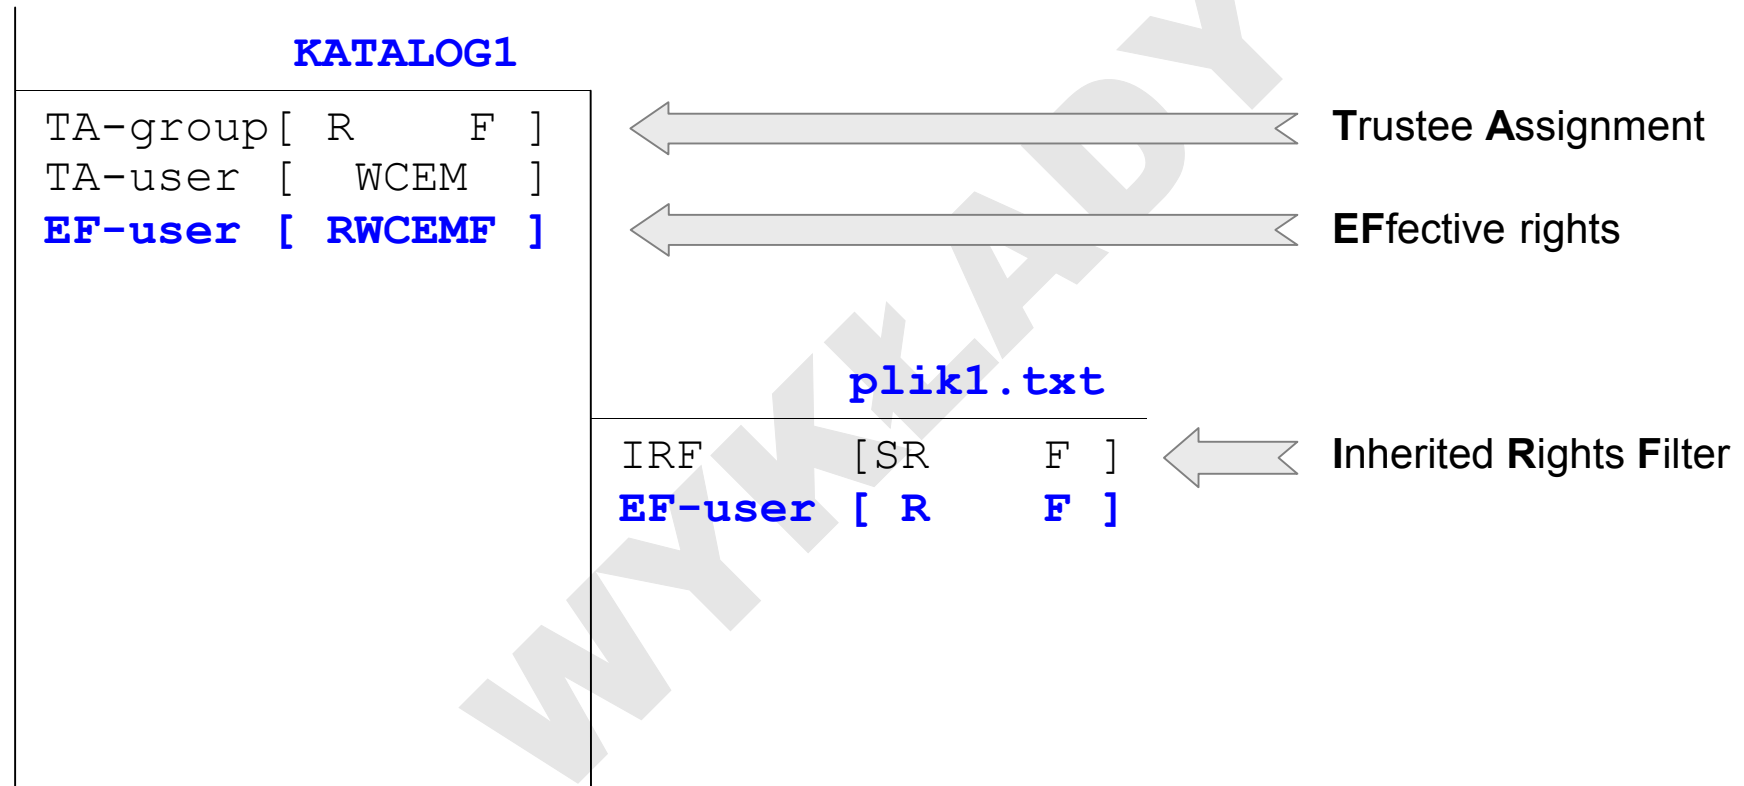 KATALOG1
TA-group[ R    F ]
Trustee Assignment
TA-user [  WCEM  ]
EF-user [ RWCEMF ]
EFfective rights
plik1.txt
IRF     [SR    F ]
Inherited Rights Filter
EF-user [ R    F ]
WYKŁADY